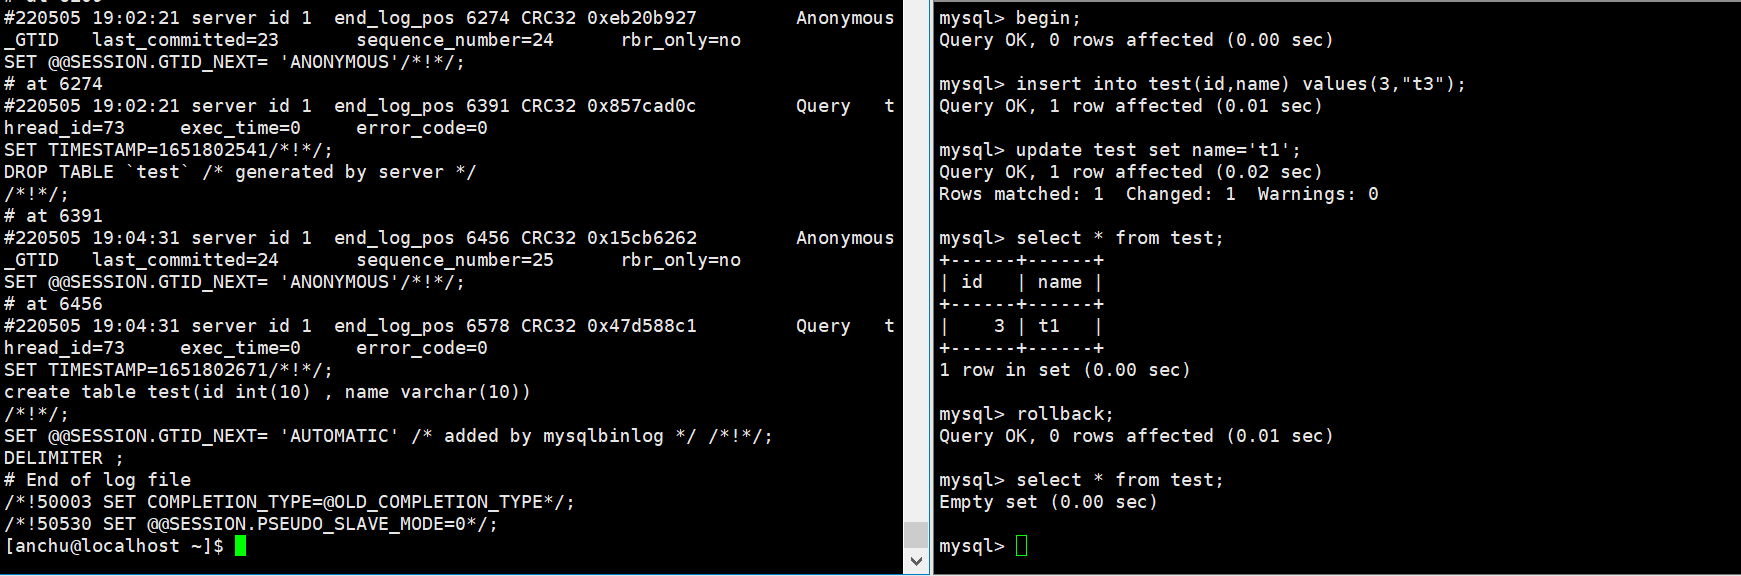 #220505 19:02:21 server id 1  end_log_pos 6274 CRC32 0xeb20b927         Anonymous
_GTID   last_committed=23       sequence_number=24      rbr_only=no
SET @@SESSION.GTID_NEXT= 'ANONYMOUS'/*!*/;
# at 6274
#220505 19:02:21 server id 1  end_log_pos 6391 CRC32 0x857cad0c         Query   t
hread_id=73     exec_time=0     error_code=0
SET TIMESTAMP=1651802541/*!*/;
DROP TABLE `test` /* generated by server */
/*!*/;
# at 6391
#220505 19:04:31 server id 1  end_log_pos 6456 CRC32 0x15cb6262         Anonymous
_GTID   last_committed=24       sequence_number=25      rbr_only=no
SET @@SESSION.GTID_NEXT= 'ANONYMOUS'/*!*/;
# at 6456
#220505 19:04:31 server id 1  end_log_pos 6578 CRC32 0x47d588c1         Query   t
hread_id=73     exec_time=0     error_code=0
SET TIMESTAMP=1651802671/*!*/;
create table test(id int(10) , name varchar(10))
/*!*/;
SET @@SESSION.GTID_NEXT= 'AUTOMATIC' /* added by mysqlbinlog */ /*!*/;
DELIMITER ;
# End of log file
/*!50003 SET COMPLETION_TYPE=@OLD_COMPLETION_TYPE*/;
/*!50530 SET @@SESSION.PSEUDO_SLAVE_MODE=0*/;
[anchu@localhost ~]$
mysql> begin;
Query OK, 0 rows affected (0.00 sec)
mysql> insert into test(id,name) values(3,"t3");
Query OK, 1 row affected (0.01 sec)
mysql> update test set name='t1';
Query OK, 1 row affected (0.02 sec)
Rows matched: 1  Changed: 1  Warnings: 0
mysql> select * from test;
+------+------+
| id   | name |
+------+------+
|    3 | t1   |
+------+------+
1 row in set (0.00 sec)
mysql> rollback;
Query OK, 0 rows affected (0.01 sec)
mysql> select * from test;
Empty set (0.00 sec)
mysql>